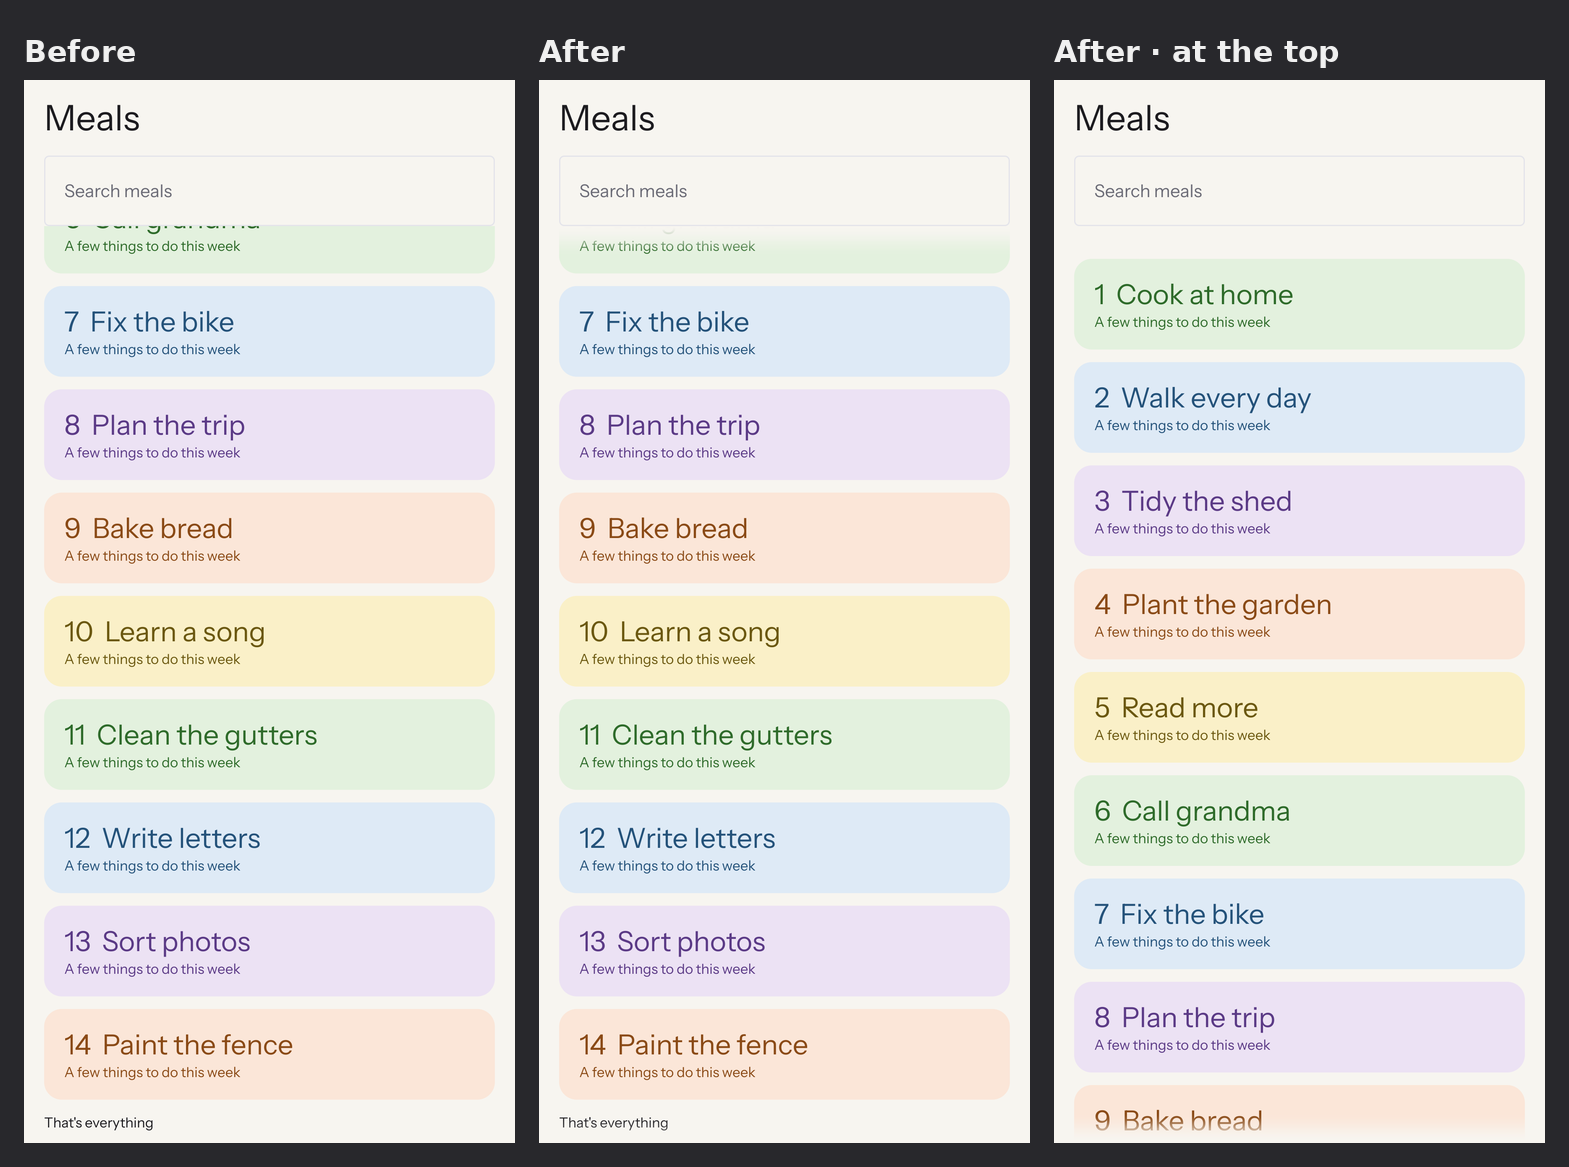 Before
Meals
Search meals
A few things to do this week
7 Fix the bike
A few things to do this week
8 Plan the trip
A few things to do this week
9 Bake bread
A few things to do this week
10 Learn a song
A few things to do this week
11 Clean the gutters
A few things to do this week
12 Write letters
A few things to do this week
13 Sort photos
A few things to do this week
14 Paint the fence
A few things to do this week
That's everything
After
Meals
Search meals
A few things to do this week
7 Fix the bike
A few things to do this week
8 Plan the trip
A few things to do this week
9 Bake bread
A few things to do this week
10 Learn a song
A few things to do this week
11 Clean the gutters
A few things to do this week
12 Write letters
A few things to do this week
13 Sort photos
A few things to do this week
14 Paint the fence
A few things to do this week
That's everything
After · at the top
Meals
Search meals
1 Cook at home
A few things to do this week
2 Walk every day
A few things to do this week
3 Tidy the shed
A few things to do this week
4 Plant the garden
A few things to do this week
5 Read more
A few things to do this week
6 Call grandma
A few things to do this week
7 Fix the bike
A few things to do this week
8 Plan the trip
A few things to do this week
9 Bake bread